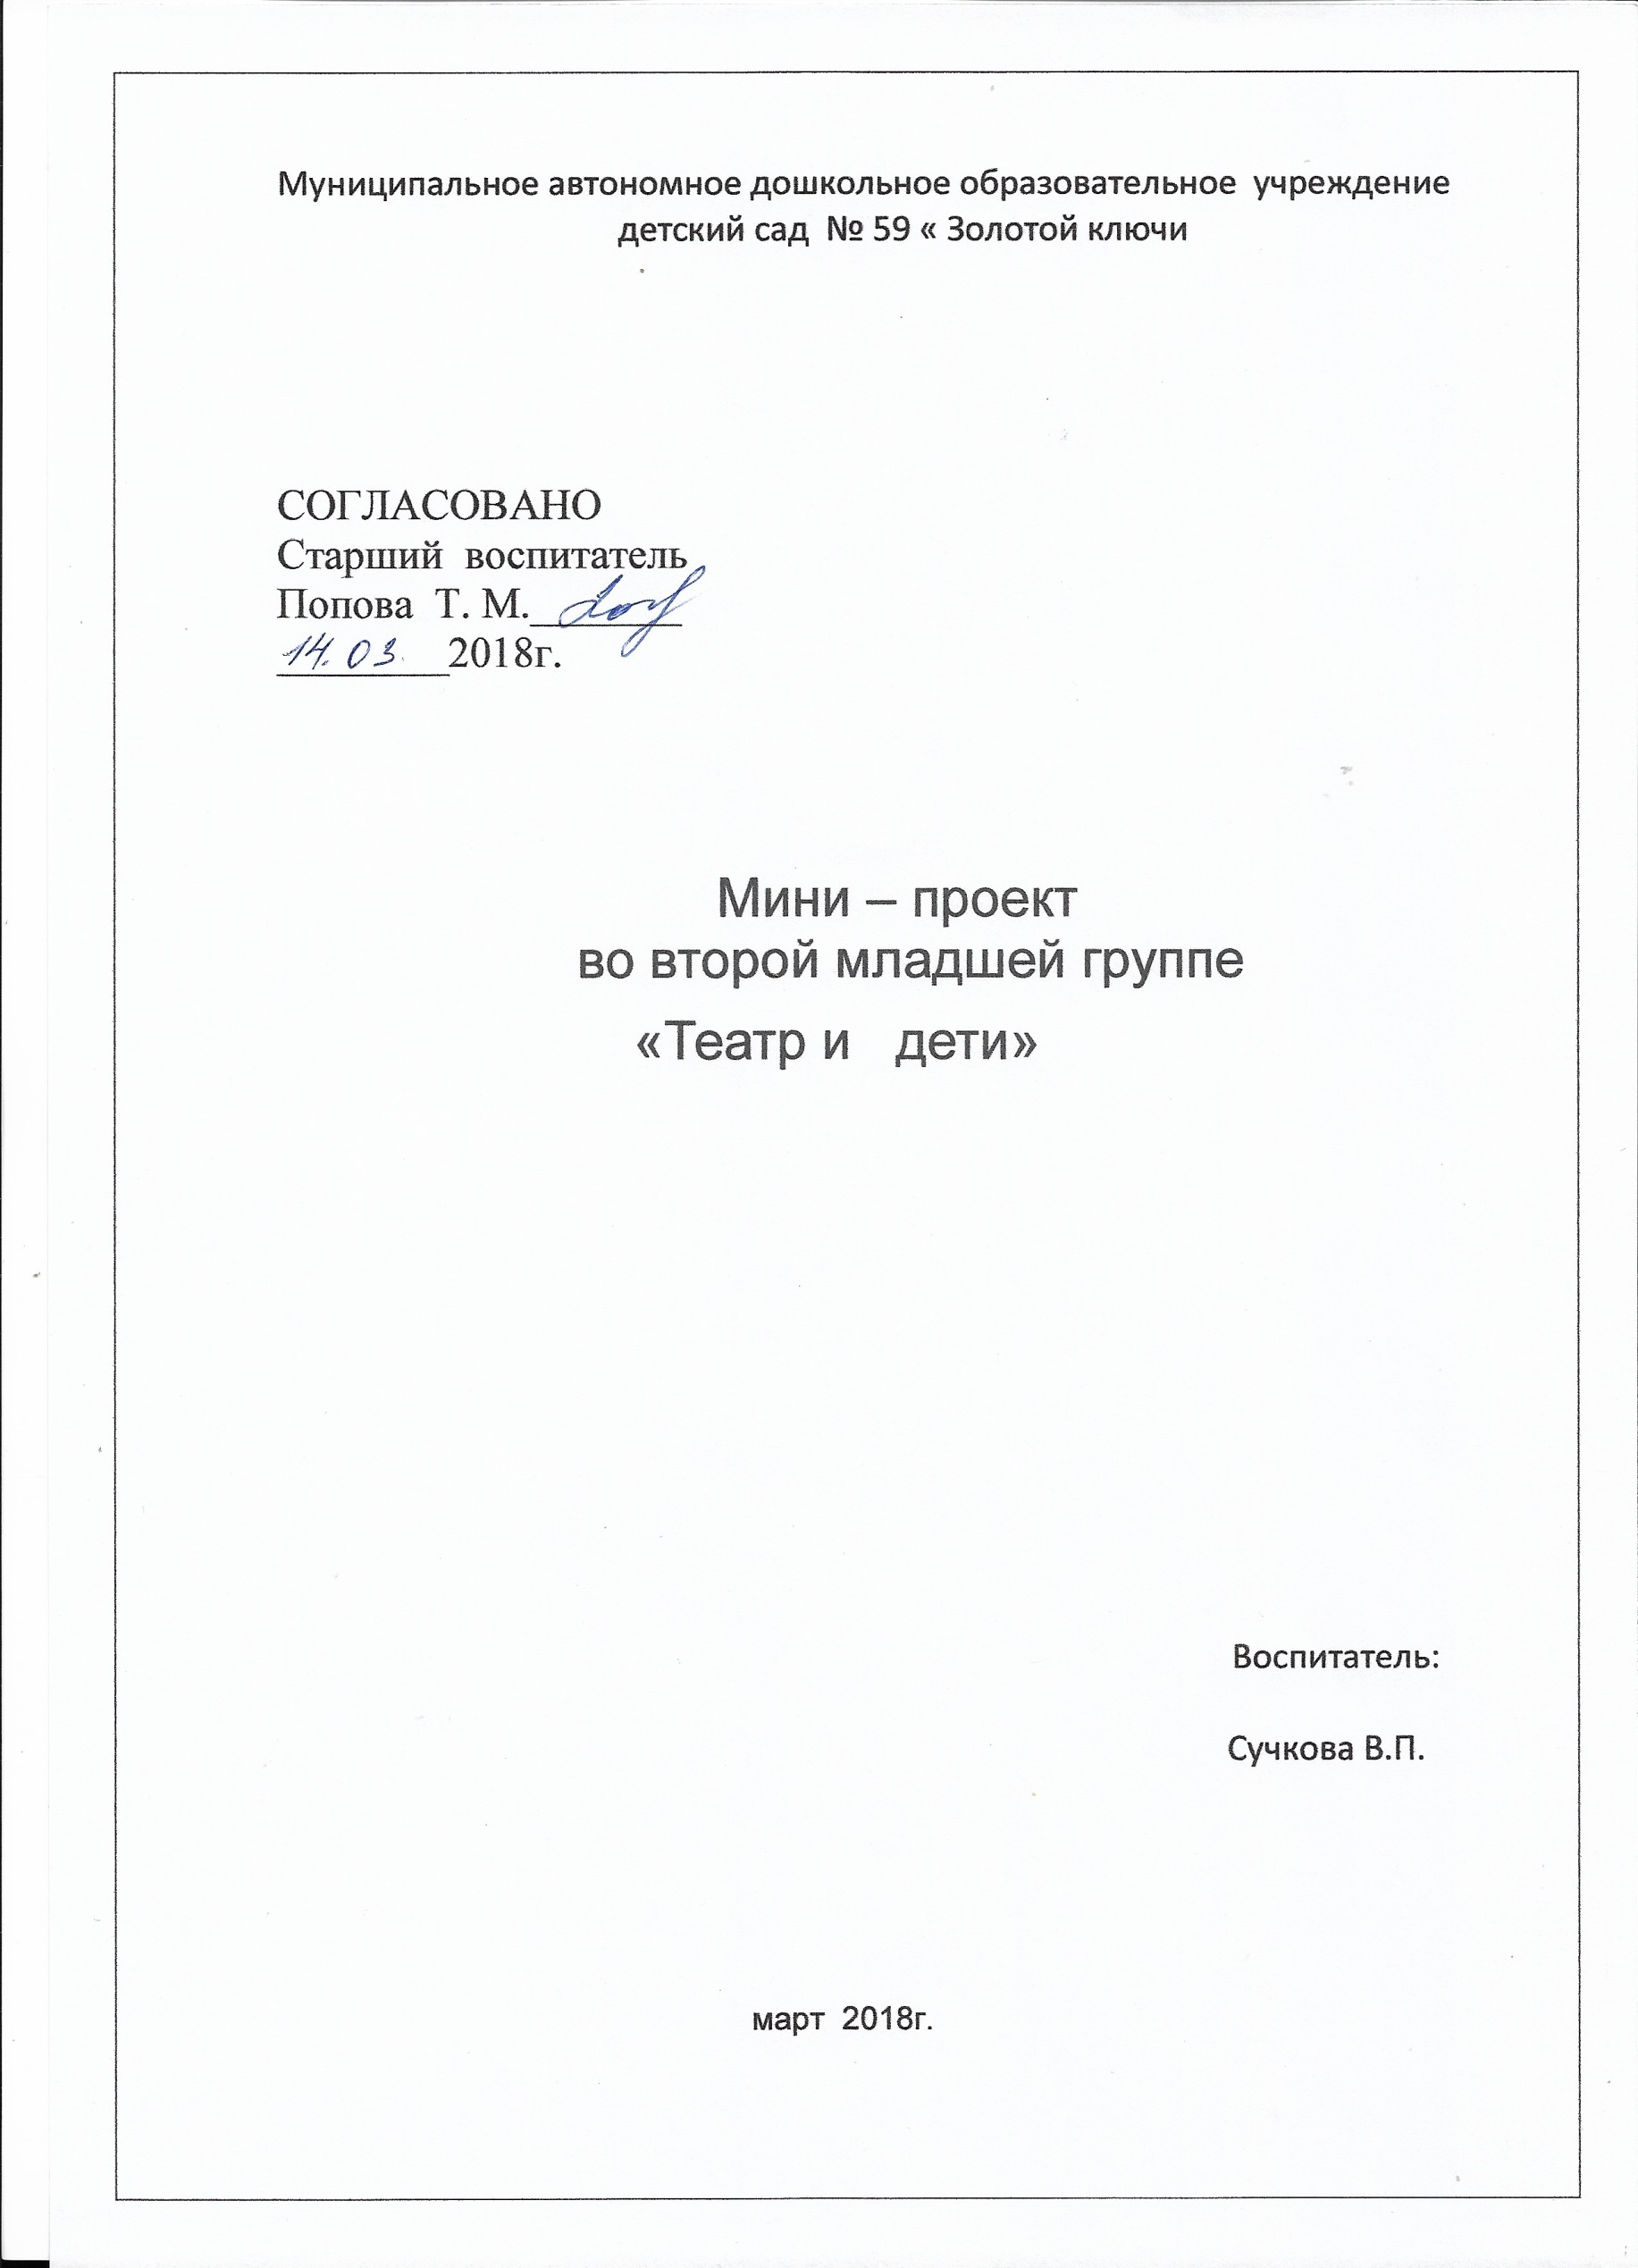 Муниципальное автономное дошкольное образовательное учреждение
детский сад № 59 « Золотой ключи
СОГЛАСОВАНО
Старший воспитатель
Попова Т. М.
14.03. 2018г.
Мини – проект
во второй младшей группе
«Театр и дети»
Воспитатель:
Сучкова В.П.
март 2018г.